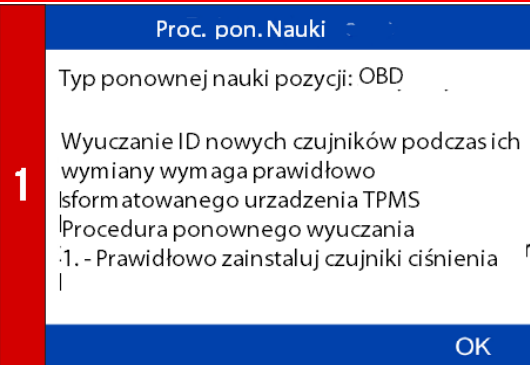 Proc. pon. Nauki
Typ ponownej nauki pozycji: OBD
Wyuczanie ID nowych czujników podczas ich
wymiany wymaga prawidłowo
sformatowanego urzadzenia TPMS
Procedura ponownego wyuczania
1. - Prawidłowo zainstaluj czujniki ciśnienia
1
OK